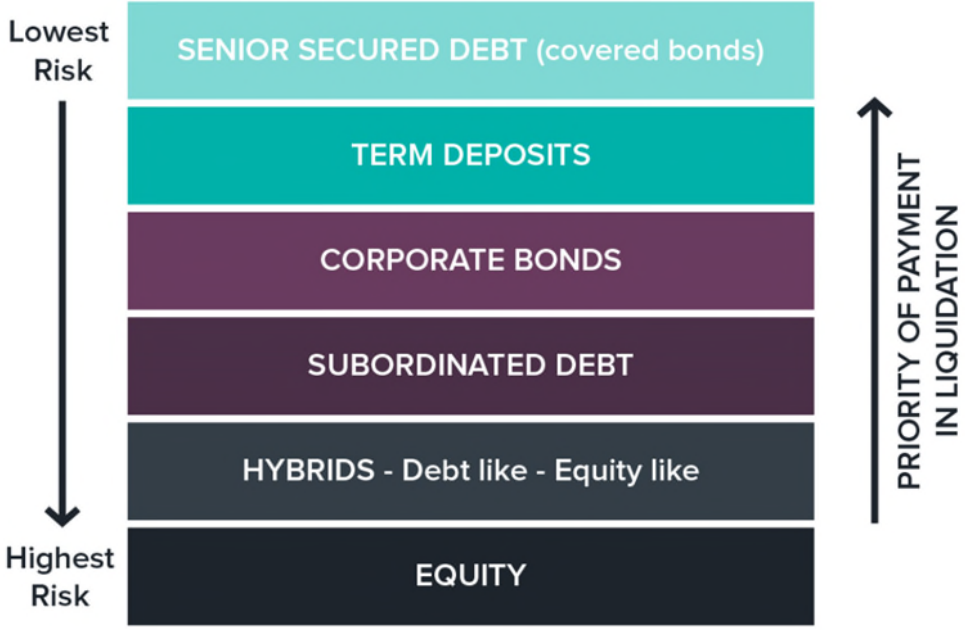 Lowest
Risk
SENIOR SECURED DEBT (covered bonds)
TERM DEPOSITS
CORPORATE BONDS
SUBORDINATED DEBT
HYBRIDS - Debt like - Equity like
Highest
Risk
EQUITY
PRIORITY OF PAYMENT
IN LIQUIDATION